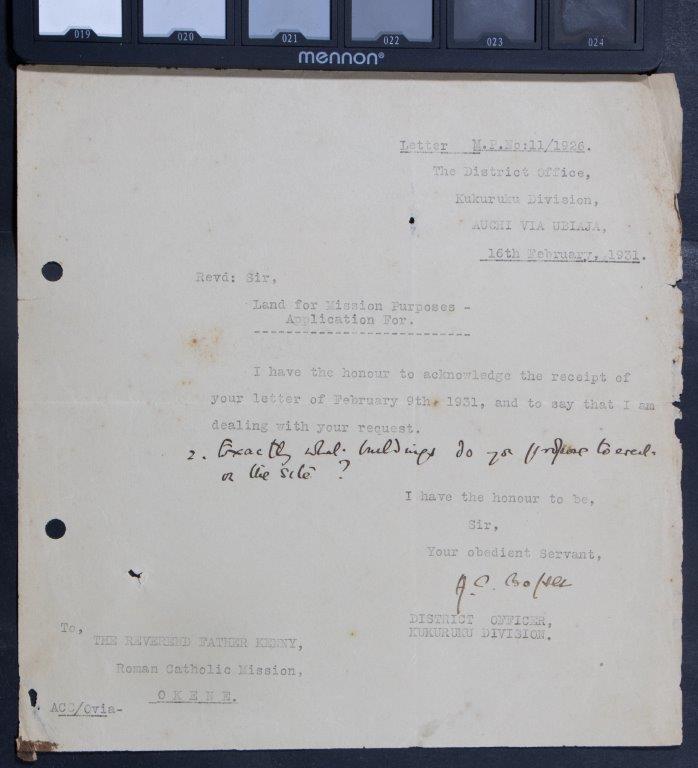 019 020 021 022 023 024
mennon®
Letter M.P.No:11/1926.
The District Office,
Kukuruku Division,
AUCHI VIA UBIAJA,
16th February, 1931.
Revd: Sir,
Land for Mission Purposes -
Application For.
---------------------------
I have the honour to acknowledge the receipt of
your letter of February 9th, 1931, and to say that I am
dealing with your request.
2. Exactly what buildings do you propose to erect
on the site ?
I have the honour to be,
Sir,
Your obedient Servant,
A.C.
DISTRICT OFFICER,
KUKURUKU DIVISION.
To,
THE REVEREND FATHER KENNY,
Roman Catholic Mission,
O K E N E.
ACC/Ovia-